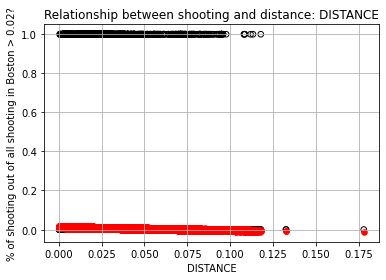 Relationship between shooting and distance: DISTANCE
% of shooting out of all shooting in Boston > 0.02?
1.0
0.8
0.6
0.4
0.2
0.0
0.000 0.025 0.050 0.075 0.100 0.125 0.150 0.175
DISTANCE